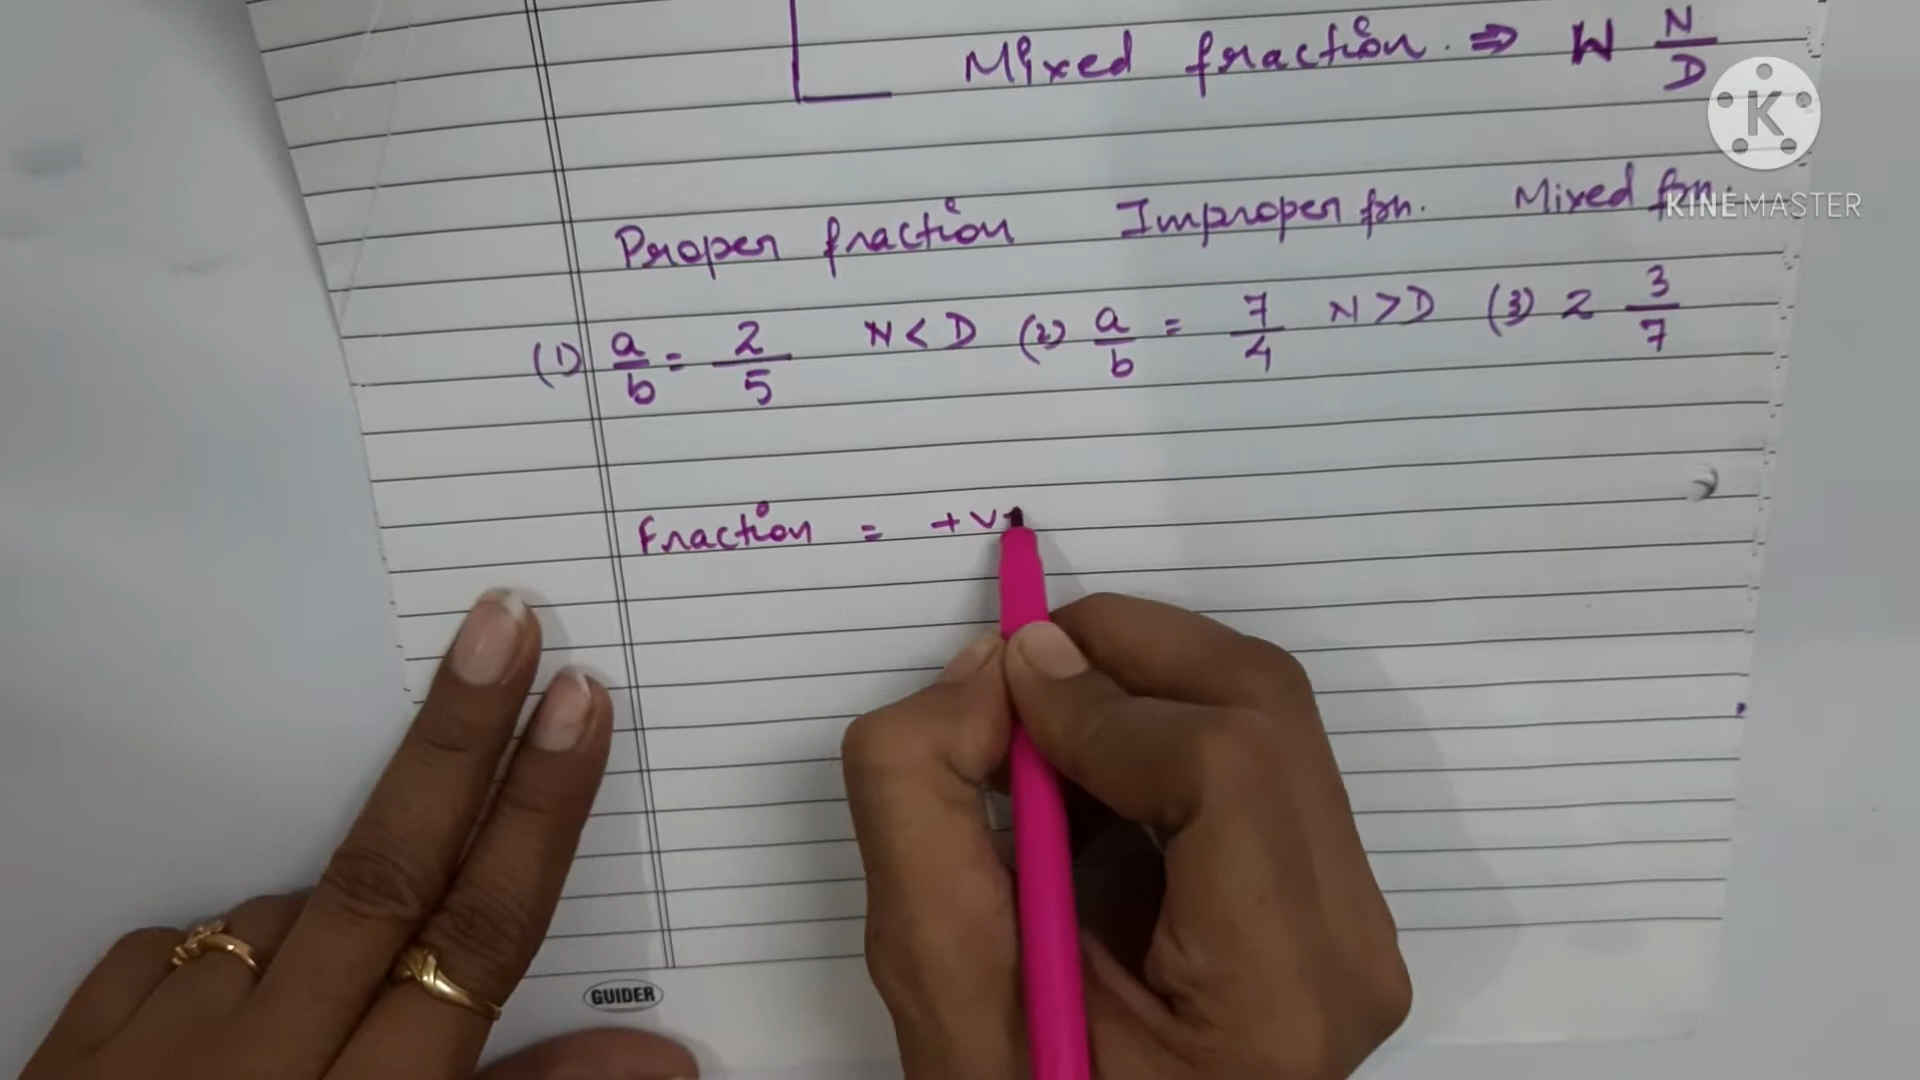 Mixed fraction. ⇒ W N/D
K
KINEMASTER
Proper fraction Improper frn. Mixed frn.
(1) a/b = 2/5 N < D (2) a/b = 7/4 N > D (3) 2 3/7
Fraction = +v
GUIDER